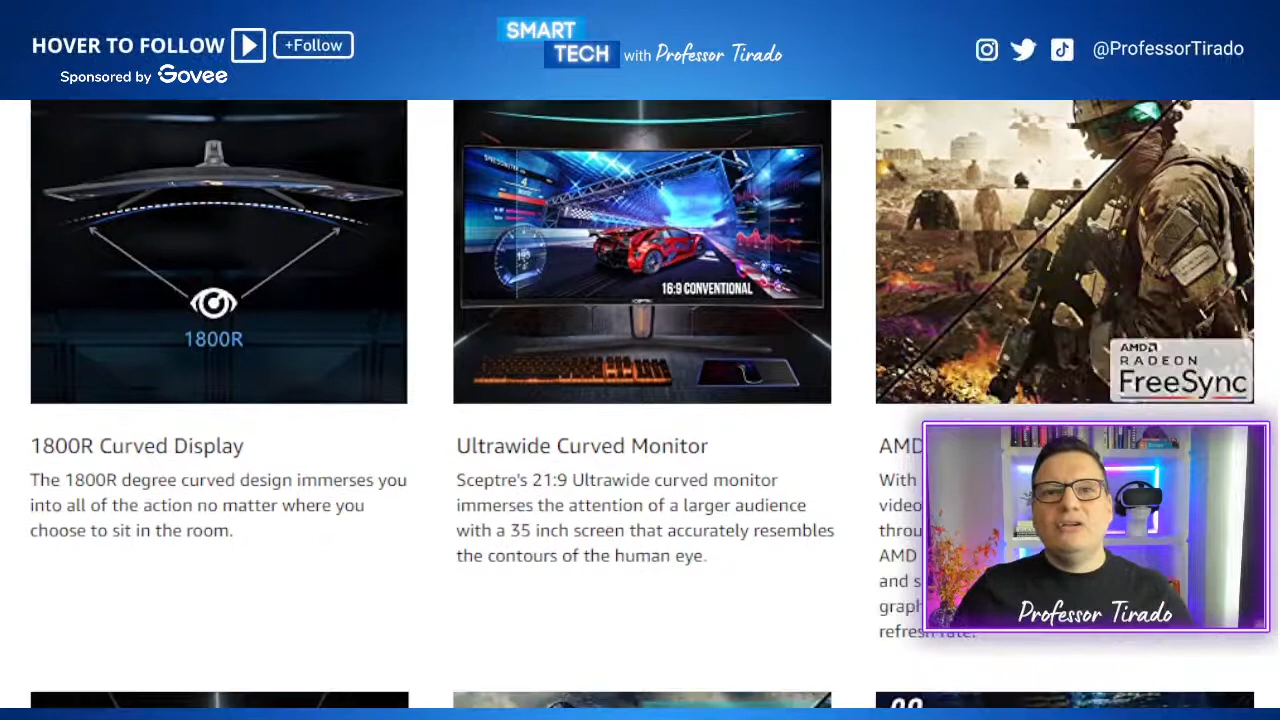 HOVER TO FOLLOW
+Follow
Sponsored by Govee
SMART
TECH with Professor Tirado
@ProfessorTirado
1800R
16:9 CONVENTIONAL
AMD
RADEON
FreeSync
1800R Curved Display
The 1800R degree curved design immerses you
into all of the action no matter where you
choose to sit in the room.
Ultrawide Curved Monitor
Sceptre's 21:9 Ultrawide curved monitor
immerses the attention of a larger audience
with a 35 inch screen that accurately resembles
the contours of the human eye.
AMD
With
video
throu
AMD
and s
graph
refresh rate.
Professor Tirado